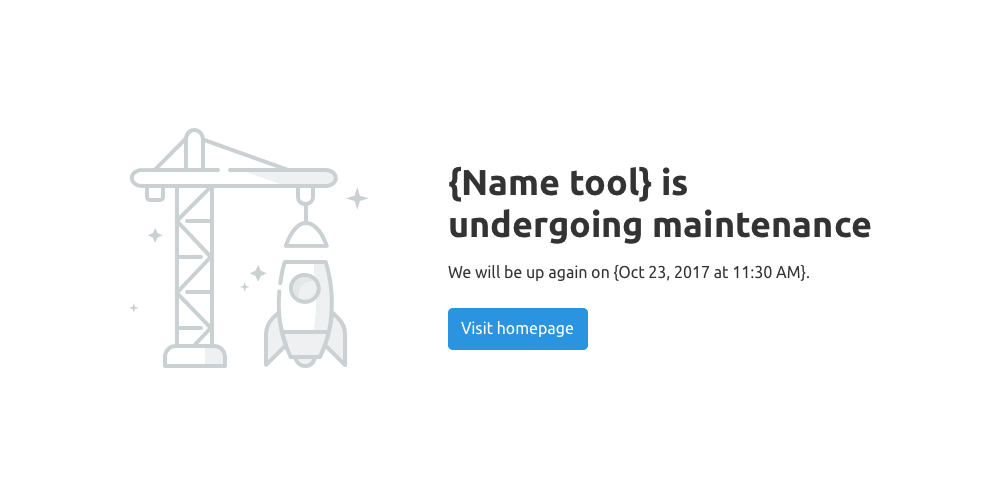 {Name tool} is
undergoing maintenance
We will be up again on {Oct 23, 2017 at 11:30 AM}.
Visit homepage